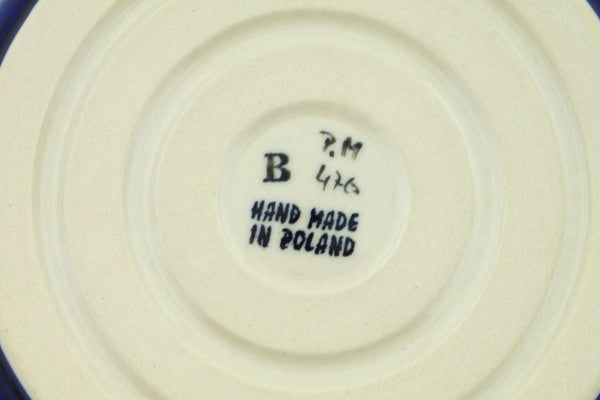 B P.M
476
HAND MADE
IN POLAND